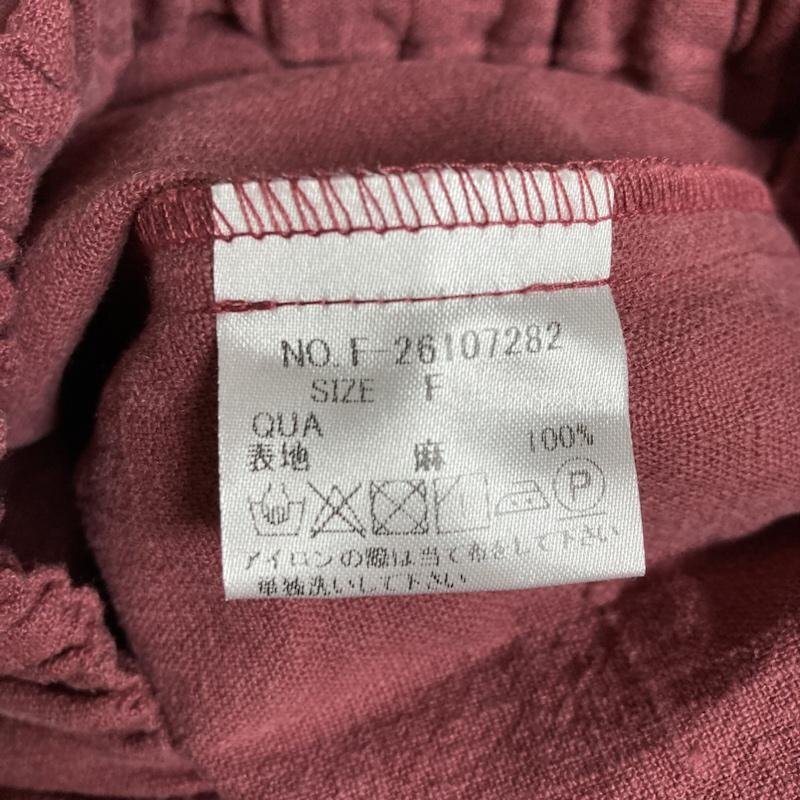 NO.F-26107282
SIZE F
QUA
表地 麻 100%
P
アイロンの際は当て布をして下さい
単独洗いして下さい